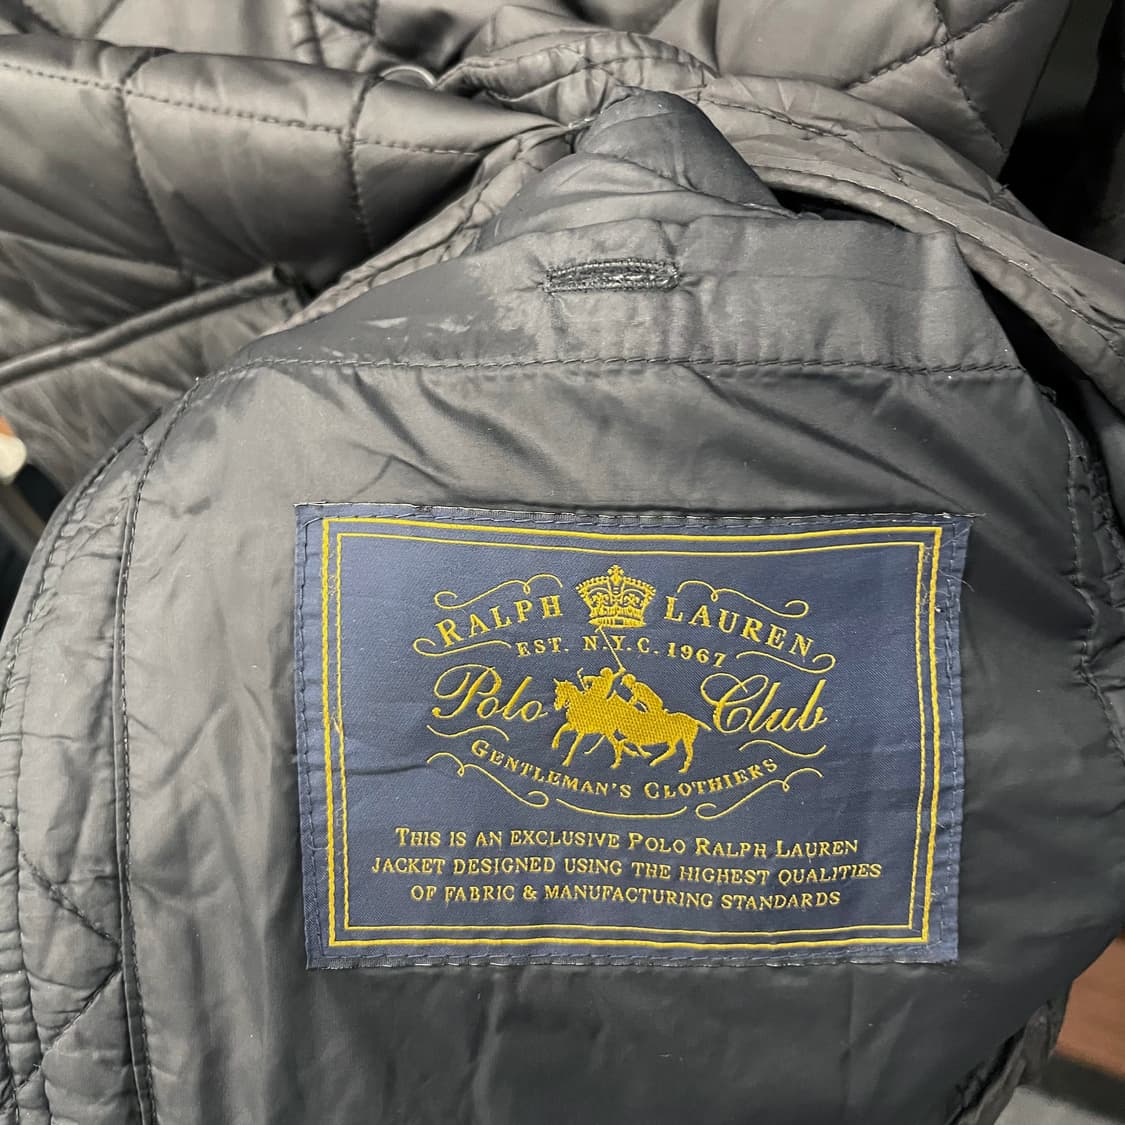 RALPH LAUREN
EST. N.Y.C. 1967
Polo Club
GENTLEMAN'S CLOTHIERS
THIS IS AN EXCLUSIVE POLO RALPH LAUREN
JACKET DESIGNED USING THE HIGHEST QUALITIES
OF FABRIC & MANUFACTURING STANDARDS